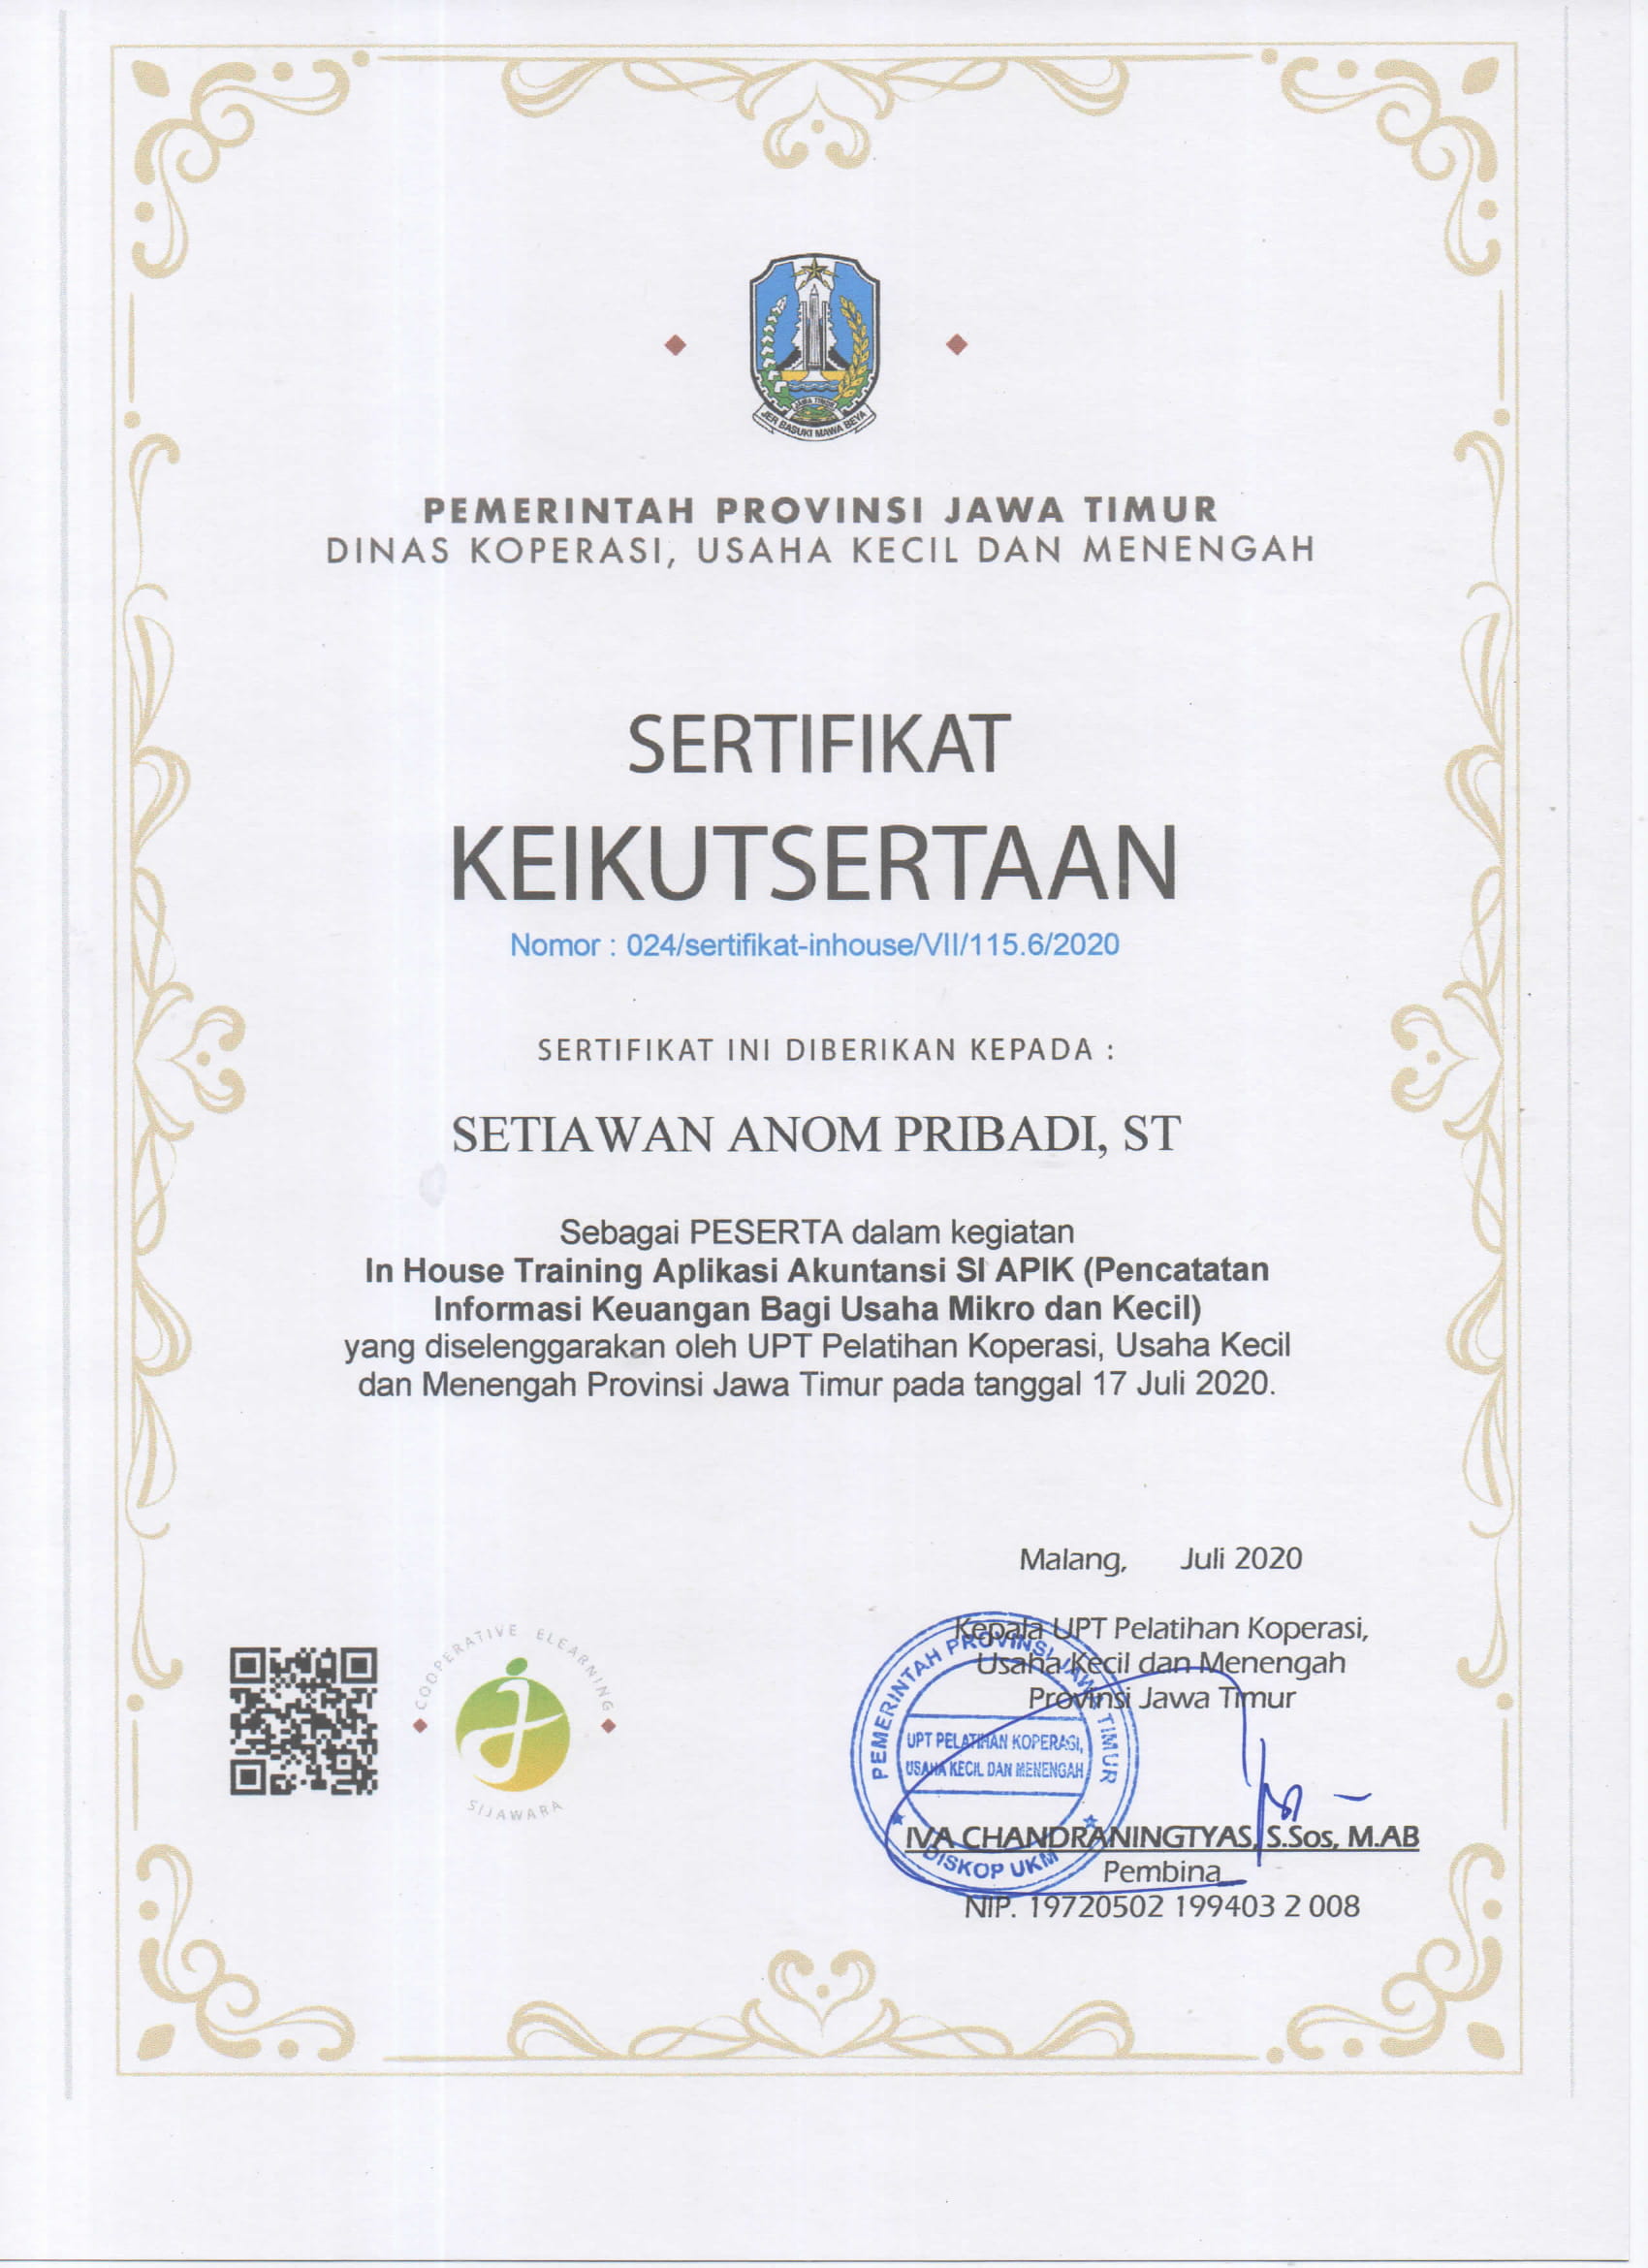 JAWA TIMUR
JER BASUKI MAWA BEYA
PEMERINTAH PROVINSI JAWA TIMUR
DINAS KOPERASI, USAHA KECIL DAN MENENGAH
SERTIFIKAT
KEIKUTSERTAAN
Nomor : 024/sertifikat-inhouse/VII/115.6/2020
SERTIFIKAT INI DIBERIKAN KEPADA :
SETIAWAN ANOM PRIBADI, ST
Sebagai PESERTA dalam kegiatan
In House Training Aplikasi Akuntansi SI APIK (Pencatatan
Informasi Keuangan Bagi Usaha Mikro dan Kecil)
yang diselenggarakan oleh UPT Pelatihan Koperasi, Usaha Kecil
dan Menengah Provinsi Jawa Timur pada tanggal 17 Juli 2020.
Malang, Juli 2020
Kepala UPT Pelatihan Koperasi,
Usaha Kecil dan Menengah
Provinsi Jawa Timur
COOPERATIVE ELEARNING
SIJAWARA
PEMERINTAH PROVINSI JAWA TIMUR
UPT PELATIHAN KOPERASI,
USAHA KECIL DAN MENENGAH
DISKOP UKM
IVA CHANDRANINGTYAS, S.Sos, M.AB
Pembina
NIP. 19720502 199403 2 008